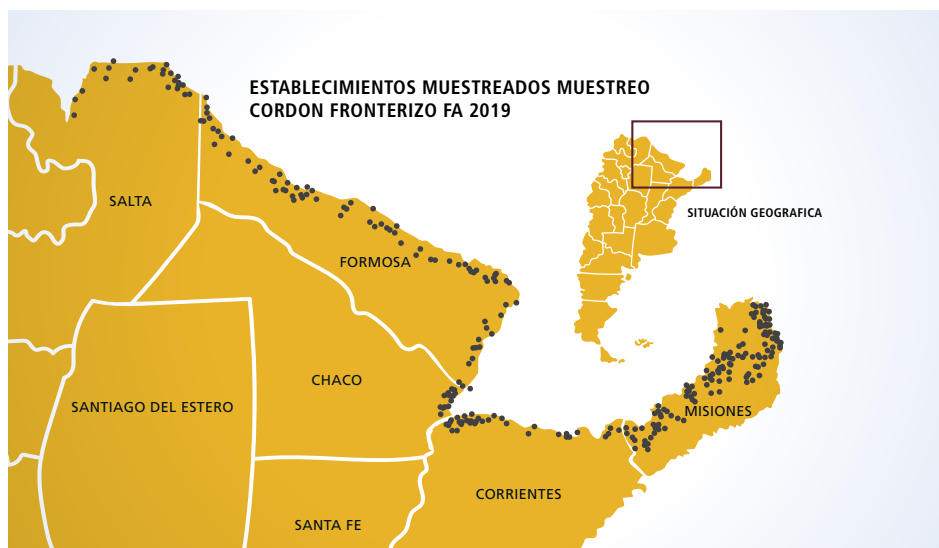 ESTABLECIMIENTOS MUESTREADOS MUESTREO
CORDON FRONTERIZO FA 2019
SITUACIÓN GEOGRAFICA
SALTA
FORMOSA
CHACO
SANTIAGO DEL ESTERO
MISIONES
CORRIENTES
SANTA FE